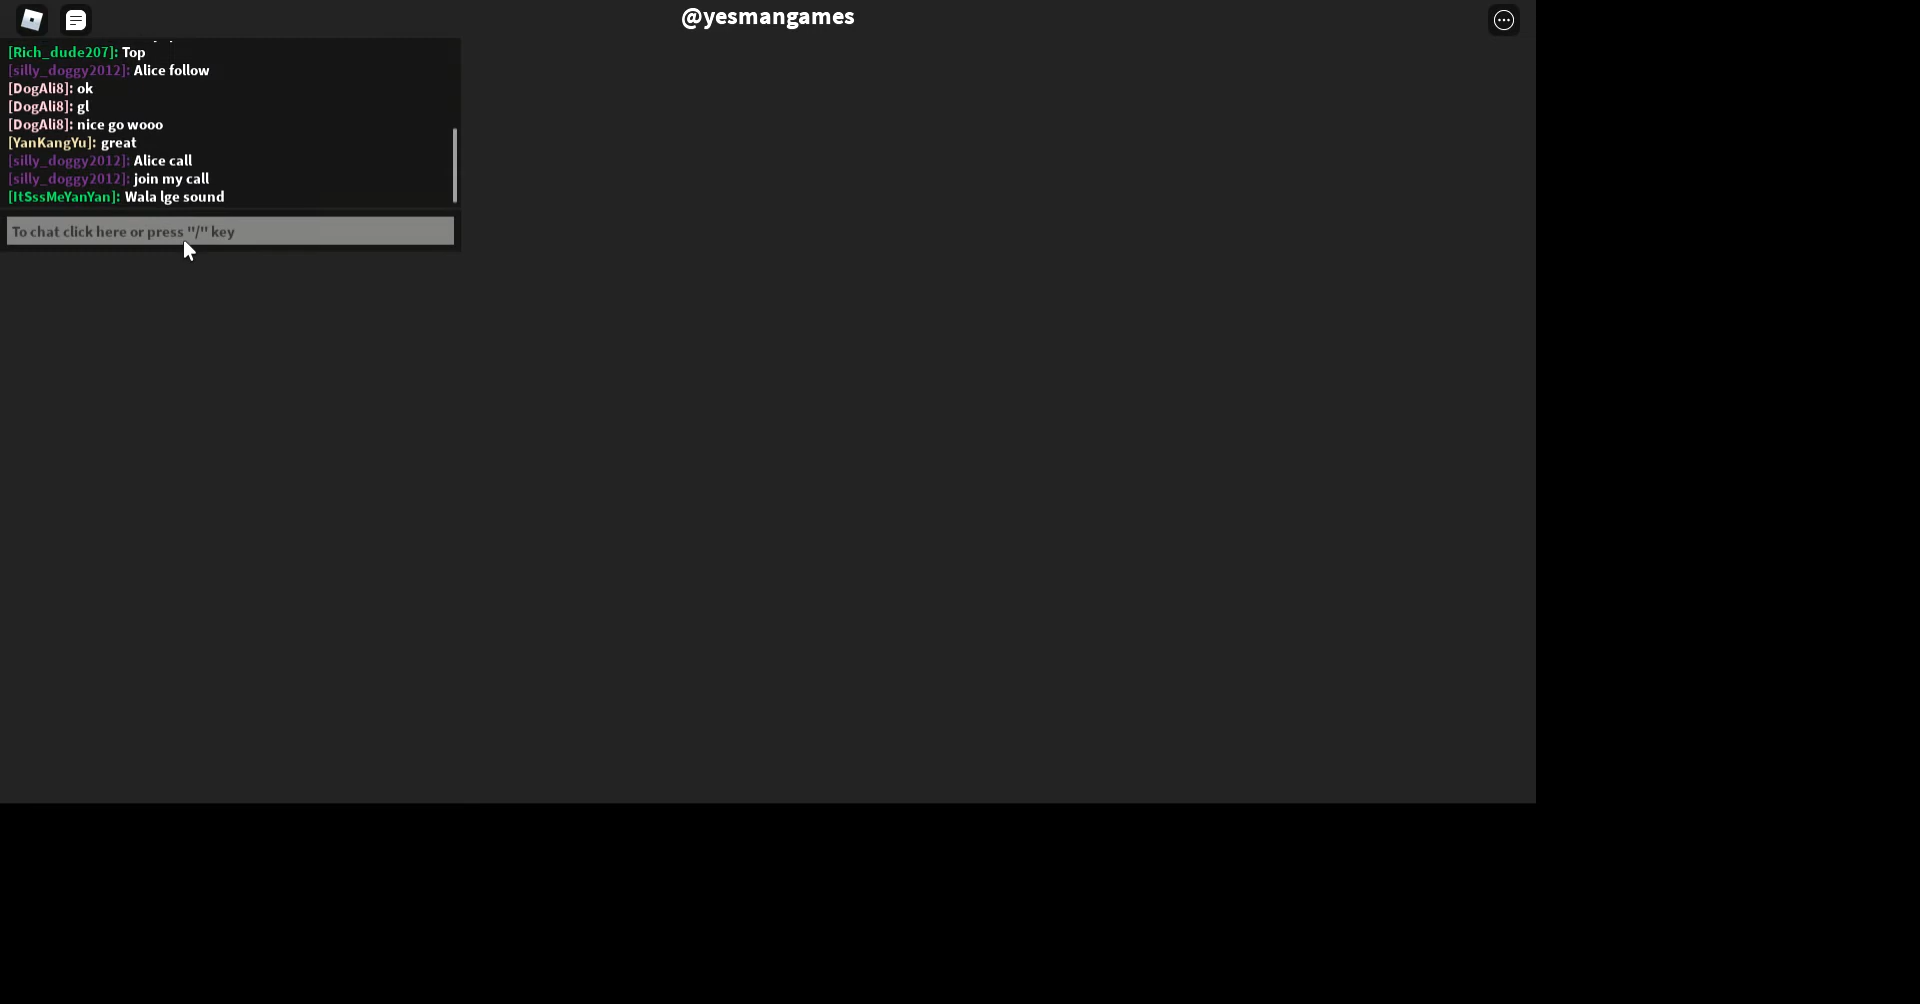 @yesmangames
[Rich_dude207]: Top
[silly_doggy2012]: Alice follow
[DogAli8]: ok
[DogAli8]: gl
[DogAli8]: nice go wooo
[YanKangYu]: great
[silly_doggy2012]: Alice call
[silly_doggy2012]: join my call
[ItSssMeYanYan]: Wala lge sound
To chat click here or press "/" key